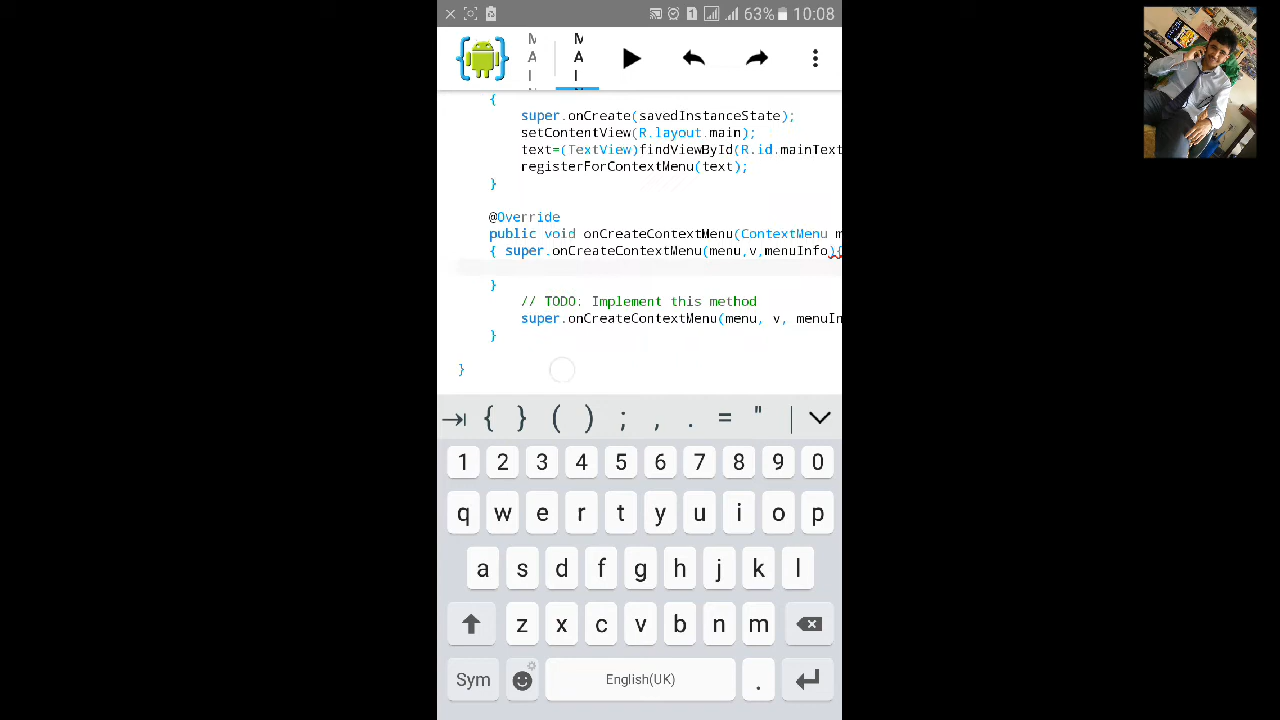 63% 10:08
M
A
I
M
A
I
{
super.onCreate(savedInstanceState);
setContentView(R.layout.main);
text=(TextView)findViewById(R.id.mainText
registerForContextMenu(text);
}
@Override
public void onCreateContextMenu(ContextMenu m
{ super.onCreateContextMenu(menu,v,menuInfo){
}
// TODO: Implement this method
super.onCreateContextMenu(menu, v, menuIn
}
}
{ } ( ) ; , . = "
1 2 3 4 5 6 7 8 9 0
q w e r t y u i o p
a s d f g h j k l
z x c v b n m
Sym English(UK) .